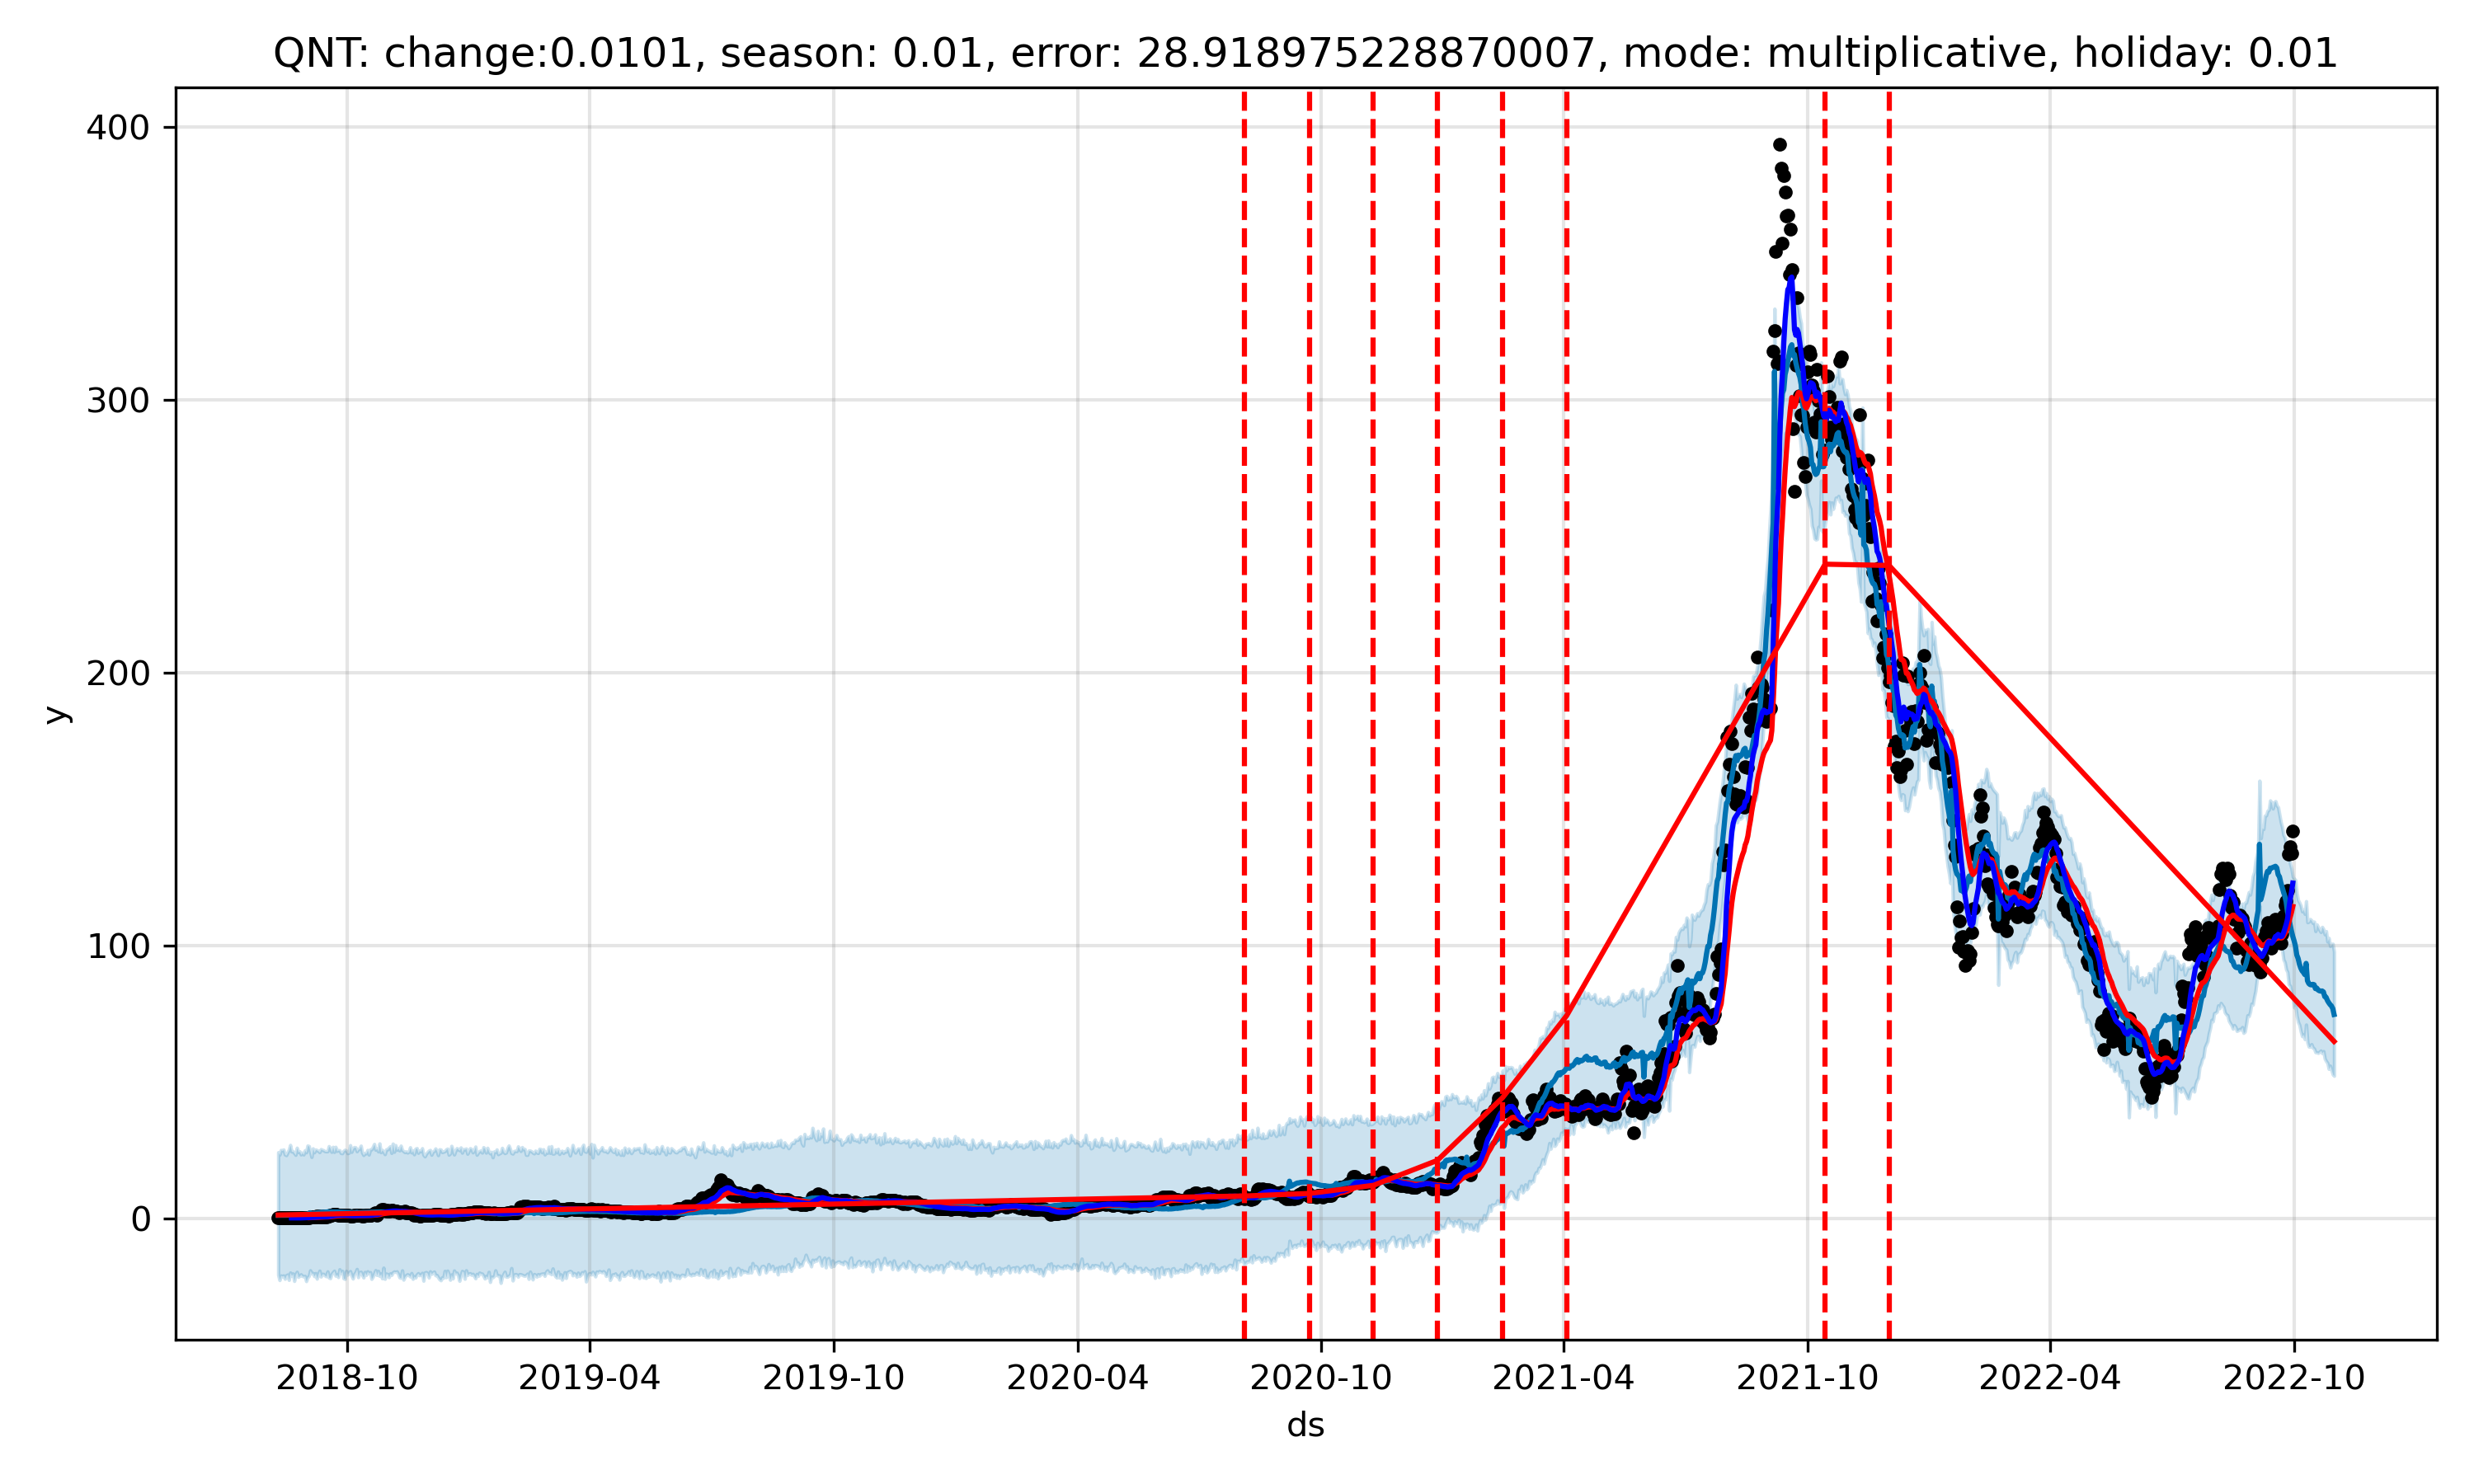 QNT: change:0.0101, season: 0.01, error: 28.918975228870007, mode: multiplicative, holiday: 0.01
400
300
200
100
0
y
2018-10 2019-04 2019-10 2020-04 2020-10 2021-04 2021-10 2022-04 2022-10
ds